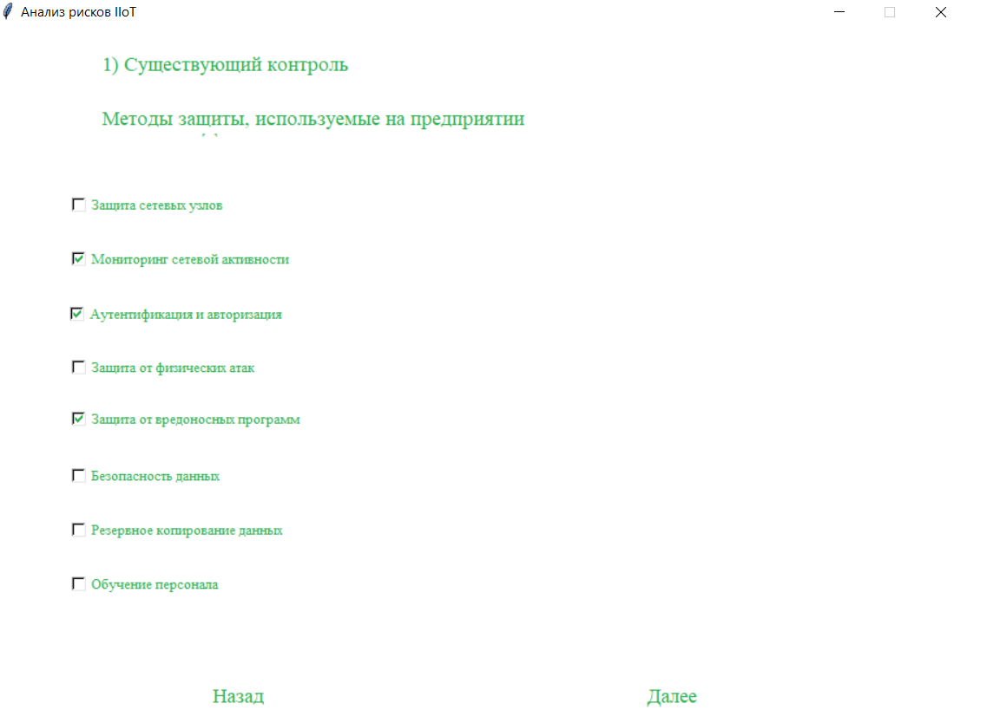 Анализ рисков IIoT
1) Существующий контроль
Методы защиты, используемые на предприятии
Защита сетевых узлов
Мониторинг сетевой активности
Аутентификация и авторизация
Защита от физических атак
Защита от вредоносных программ
Безопасность данных
Резервное копирование данных
Обучение персонала
Назад
Далее